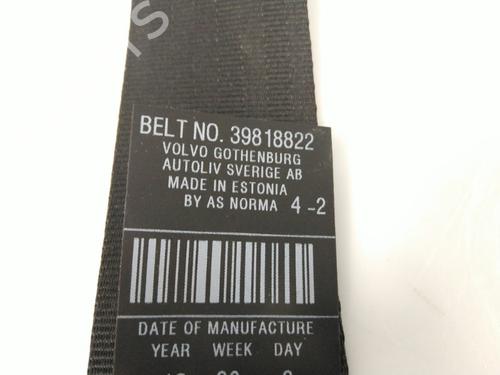 BELT NO. 39818822
VOLVO GOTHENBURG
AUTOLIV SVERIGE AB
MADE IN ESTONIA
BY AS NORMA 4-2
DATE OF MANUFACTURE
YEAR WEEK DAY